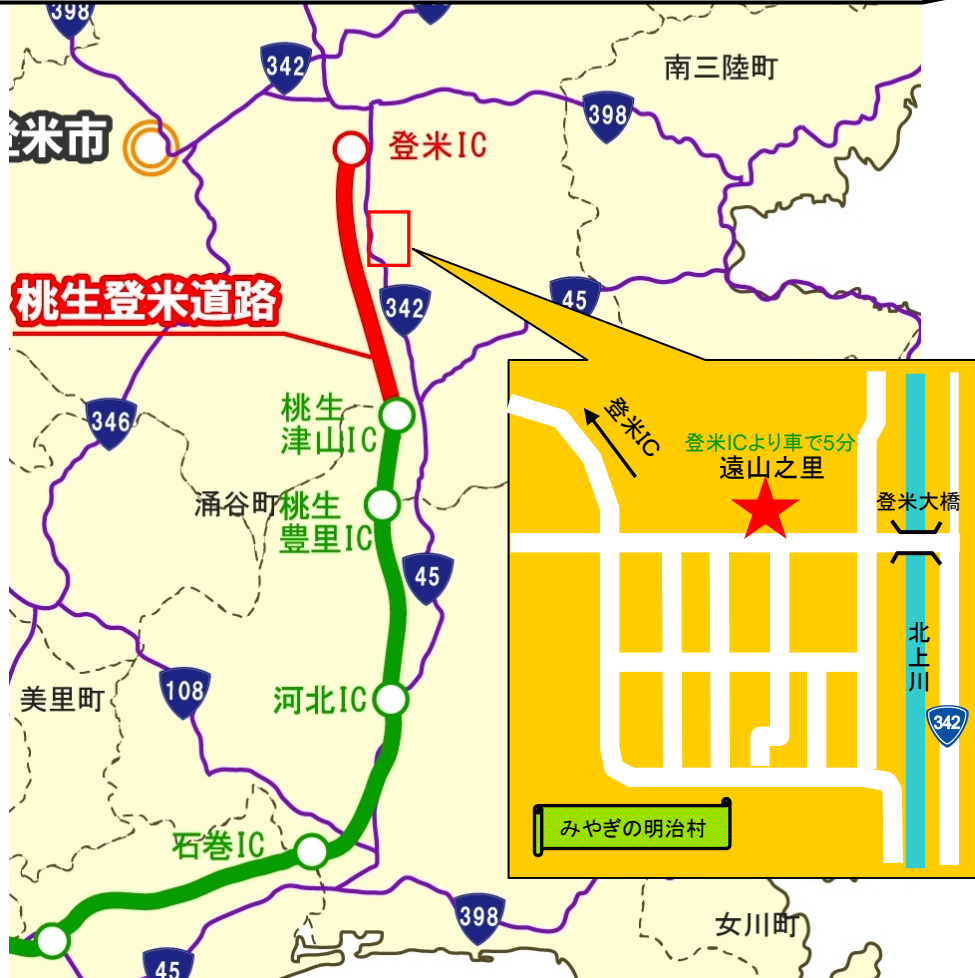 398
342
南三陸町
398
米市
登米IC
桃生登米道路
342
45
346
桃生
津山IC
涌谷町
桃生
豊里IC
45
美里町
108
河北IC
石巻IC
398
女川町
45
登米IC
登米ICより車で5分
遠山之里
登米大橋
北上川
342
みやぎの明治村